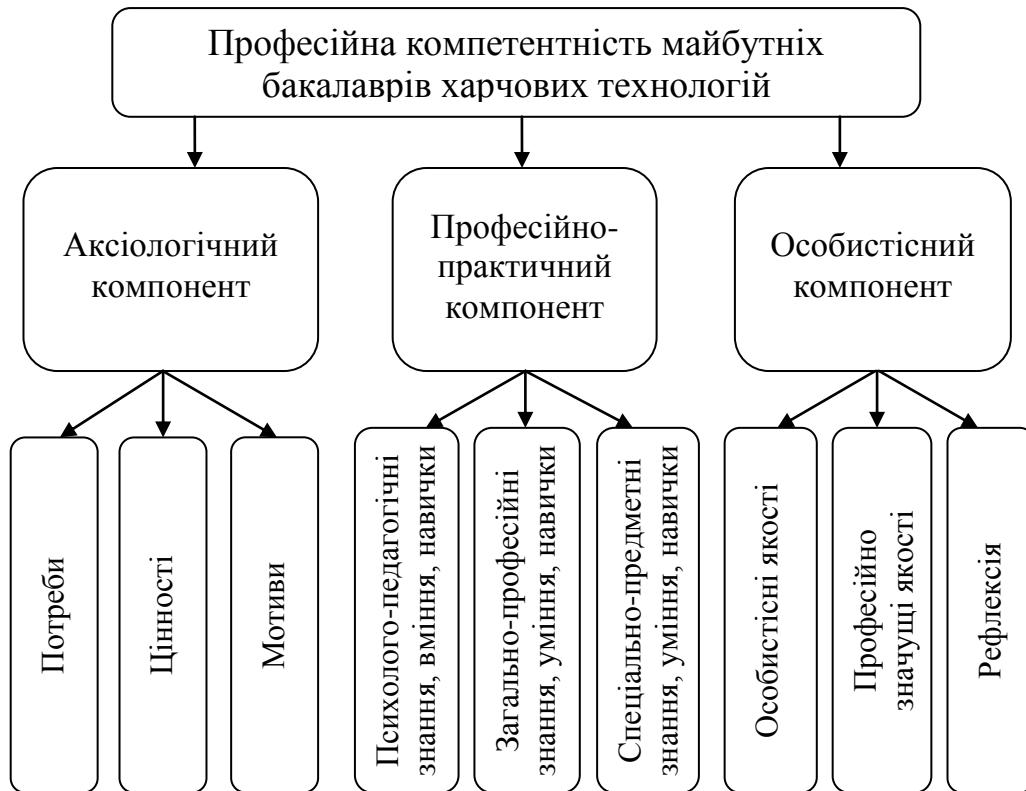 Професійна компетентність майбутніх
бакалаврів харчових технологій
Аксіологічний
компонент
Професійно-
практичний
компонент
Особистісний
компонент
Потреби
Цінності
Мотиви
Психолого-педагогічні
знання, вміння, навички
Загально-професійні
знання, уміння, навички
Спеціально-предметні
знання, уміння, навички
Особистісні якості
Професійно
значущі якості
Рефлексія